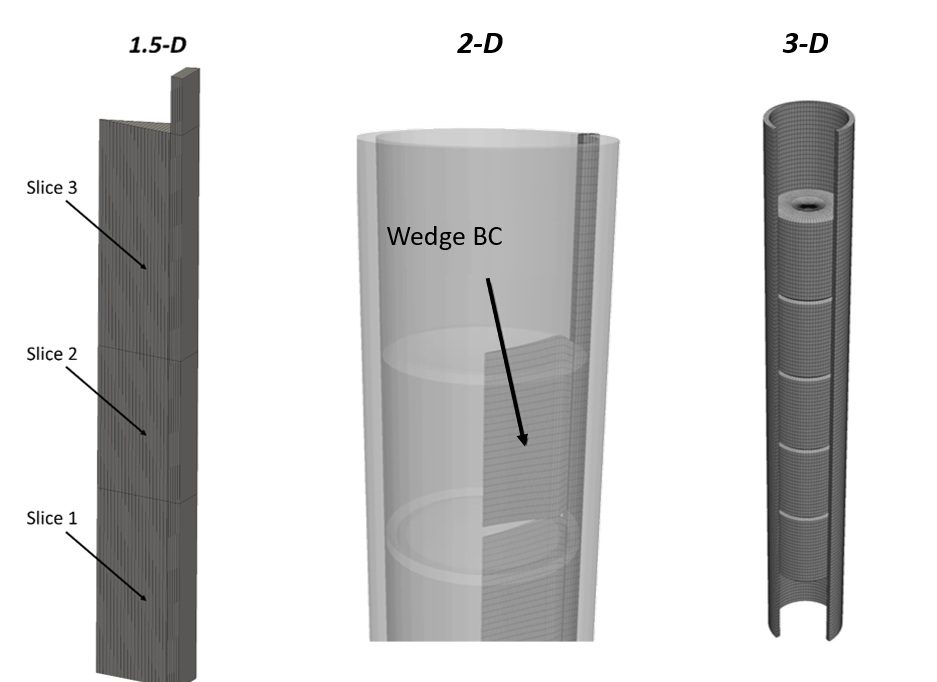 1.5-D
2-D
3-D
Slice 3
Wedge BC
Slice 2
Slice 1